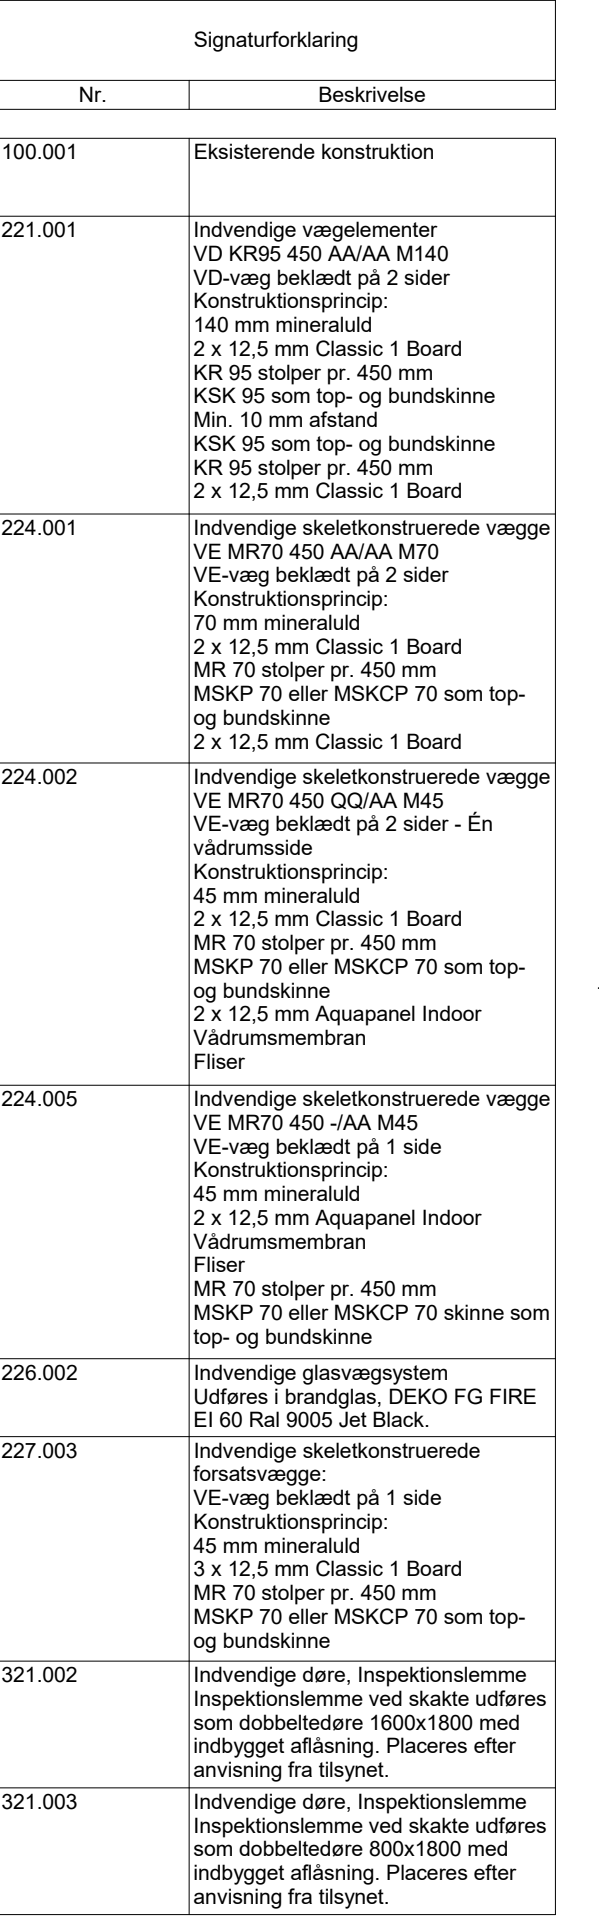 Signaturforklaring
Nr. Beskrivelse
100.001 Eksisterende konstruktion
221.001 Indvendige vægelementer
VD KR95 450 AA/AA M140
VD-væg beklædt på 2 sider
Konstruktionsprincip:
140 mm mineraluld
2 x 12,5 mm Classic 1 Board
KR 95 stolper pr. 450 mm
KSK 95 som top- og bundskinne
Min. 10 mm afstand
KSK 95 som top- og bundskinne
KR 95 stolper pr. 450 mm
2 x 12,5 mm Classic 1 Board
224.001 Indvendige skeletkonstruerede vægge
VE MR70 450 AA/AA M70
VE-væg beklædt på 2 sider
Konstruktionsprincip:
70 mm mineraluld
2 x 12,5 mm Classic 1 Board
MR 70 stolper pr. 450 mm
MSKP 70 eller MSKCP 70 som top-
og bundskinne
2 x 12,5 mm Classic 1 Board
224.002 Indvendige skeletkonstruerede vægge
VE MR70 450 QQ/AA M45
VE-væg beklædt på 2 sider - Én
vådrumsside
Konstruktionsprincip:
45 mm mineraluld
2 x 12,5 mm Classic 1 Board
MR 70 stolper pr. 450 mm
MSKP 70 eller MSKCP 70 som top-
og bundskinne
2 x 12,5 mm Aquapanel Indoor
Vådrumsmembran
Fliser
224.005 Indvendige skeletkonstruerede vægge
VE MR70 450 -/AA M45
VE-væg beklædt på 1 side
Konstruktionsprincip:
45 mm mineraluld
2 x 12,5 mm Aquapanel Indoor
Vådrumsmembran
Fliser
MR 70 stolper pr. 450 mm
MSKP 70 eller MSKCP 70 skinne som
top- og bundskinne
226.002 Indvendige glasvægsystem
Udføres i brandglas, DEKO FG FIRE
EI 60 Ral 9005 Jet Black.
227.003 Indvendige skeletkonstruerede
forsatsvægge:
VE-væg beklædt på 1 side
Konstruktionsprincip:
45 mm mineraluld
3 x 12,5 mm Classic 1 Board
MR 70 stolper pr. 450 mm
MSKP 70 eller MSKCP 70 som top-
og bundskinne
321.002 Indvendige døre, Inspektionslemme
Inspektionslemme ved skakte udføres
som dobbeltedøre 1600x1800 med
indbygget aflåsning. Placeres efter
anvisning fra tilsynet.
321.003 Indvendige døre, Inspektionslemme
Inspektionslemme ved skakte udføres
som dobbeltedøre 800x1800 med
indbygget aflåsning. Placeres efter
anvisning fra tilsynet.